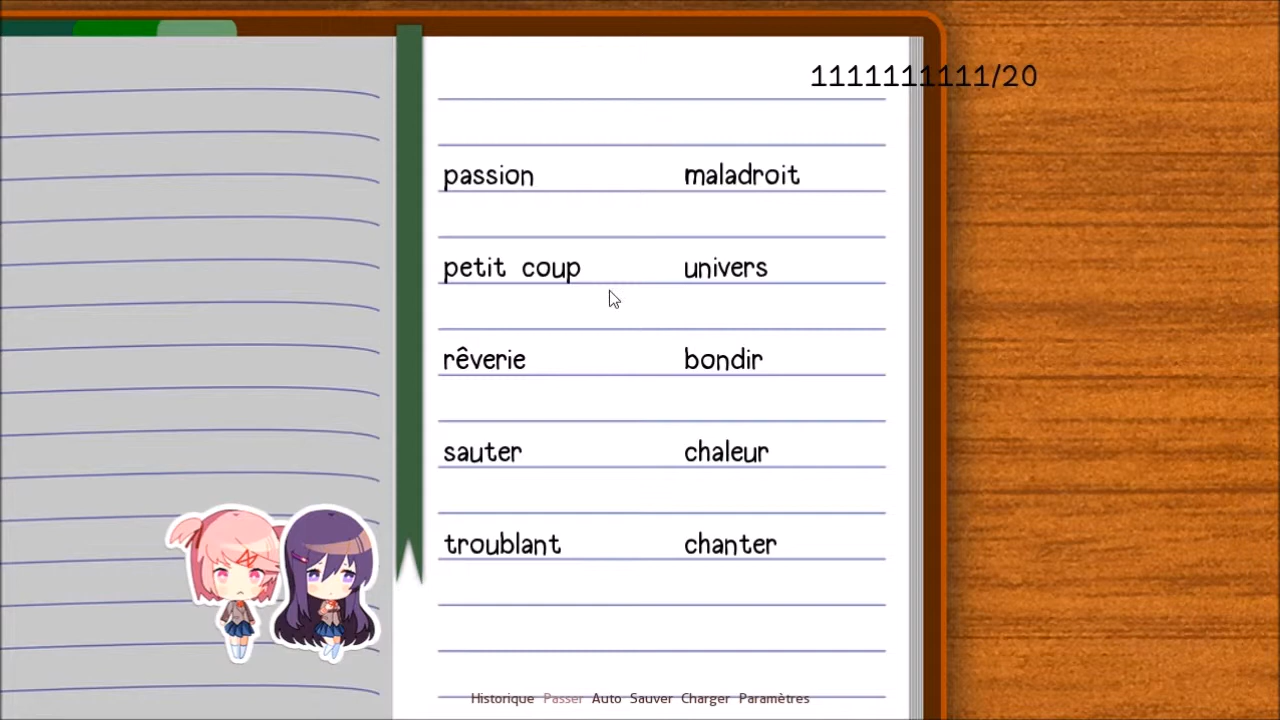 1111111111/20
passion maladroit
petit coup univers
rêverie bondir
sauter chaleur
troublant chanter
Historique Passer Auto Sauver Charger Paramètres